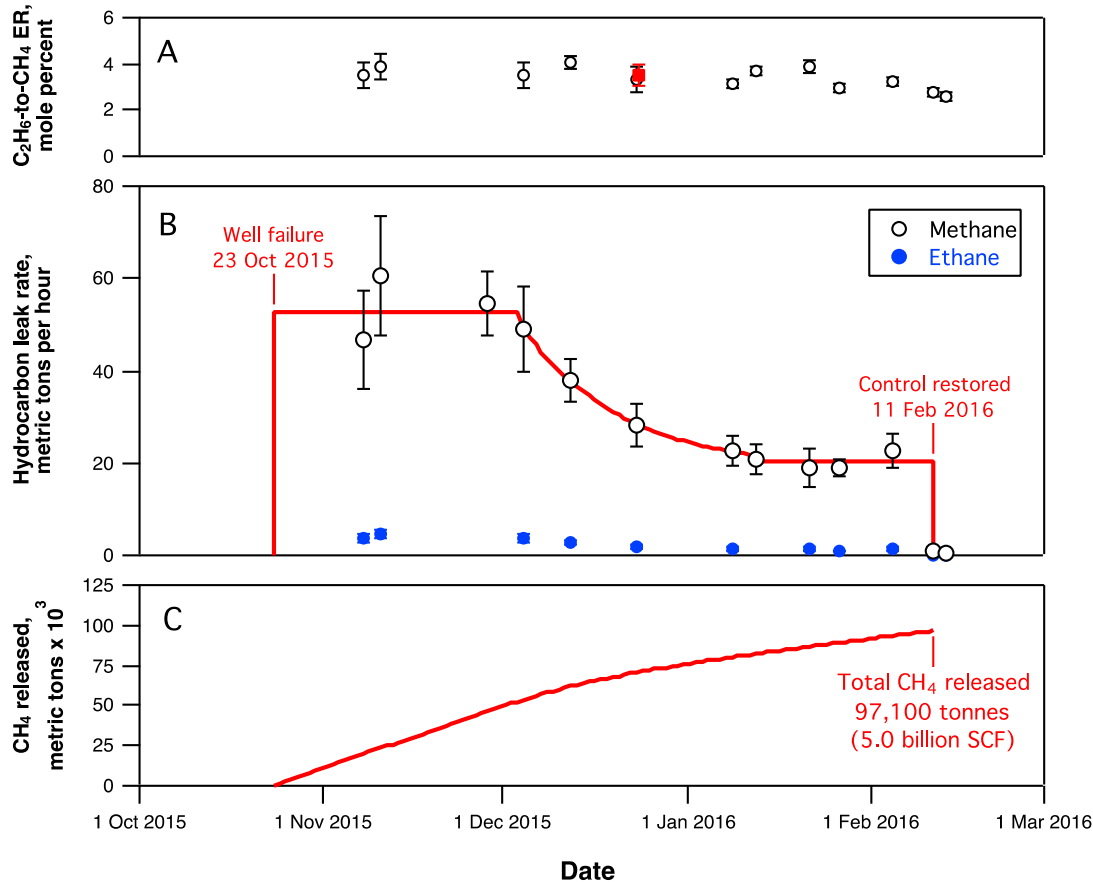 C₂H₆-to-CH₄ ER,
mole percent
6
4
2
0
A
Hydrocarbon leak rate,
metric tons per hour
80
60
40
20
0
B
Well failure
23 Oct 2015
Methane
Ethane
Control restored
11 Feb 2016
CH₄ released,
metric tons x 10³
125
100
75
50
25
0
C
Total CH₄ released
97,100 tonnes
(5.0 billion SCF)
1 Oct 2015
1 Nov 2015
1 Dec 2015
1 Jan 2016
1 Feb 2016
1 Mar 2016
Date